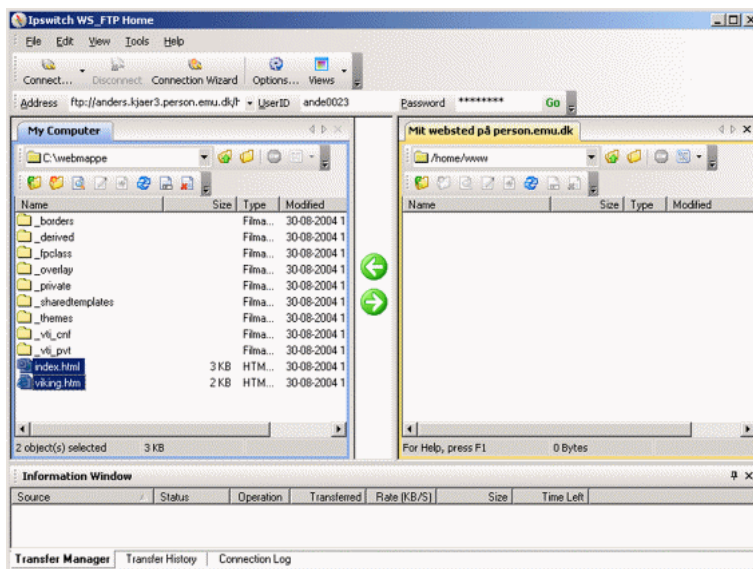 Ipswitch WS_FTP Home
File Edit View Tools Help
Connect... Disconnect Connection Wizard Options... Views
Address ftp://anders.kjaer3.person.emu.dk/h UserID ande0023 Password ******** Go
My Computer
C:\webmappe
Name Size Type Modified
_borders Filma... 30-08-2004 1
_derived Filma... 30-08-2004 1
_fpclass Filma... 30-08-2004 1
_overlay Filma... 30-08-2004 1
_private Filma... 30-08-2004 1
_sharedtemplates Filma... 30-08-2004 1
_themes Filma... 30-08-2004 1
_vti_cnf Filma... 30-08-2004 1
_vti_pvt Filma... 30-08-2004 1
index.html 3 KB HTM... 30-08-2004 1
viking.htm 2 KB HTM... 30-08-2004 1
2 object(s) selected 3 KB
Mit websted på person.emu.dk
/home/www
Name Size Type Modified
For Help, press F1 0 Bytes
Information Window
Source Status Operation Transferred Rate (KB/S) Size Time Left
Transfer Manager Transfer History Connection Log